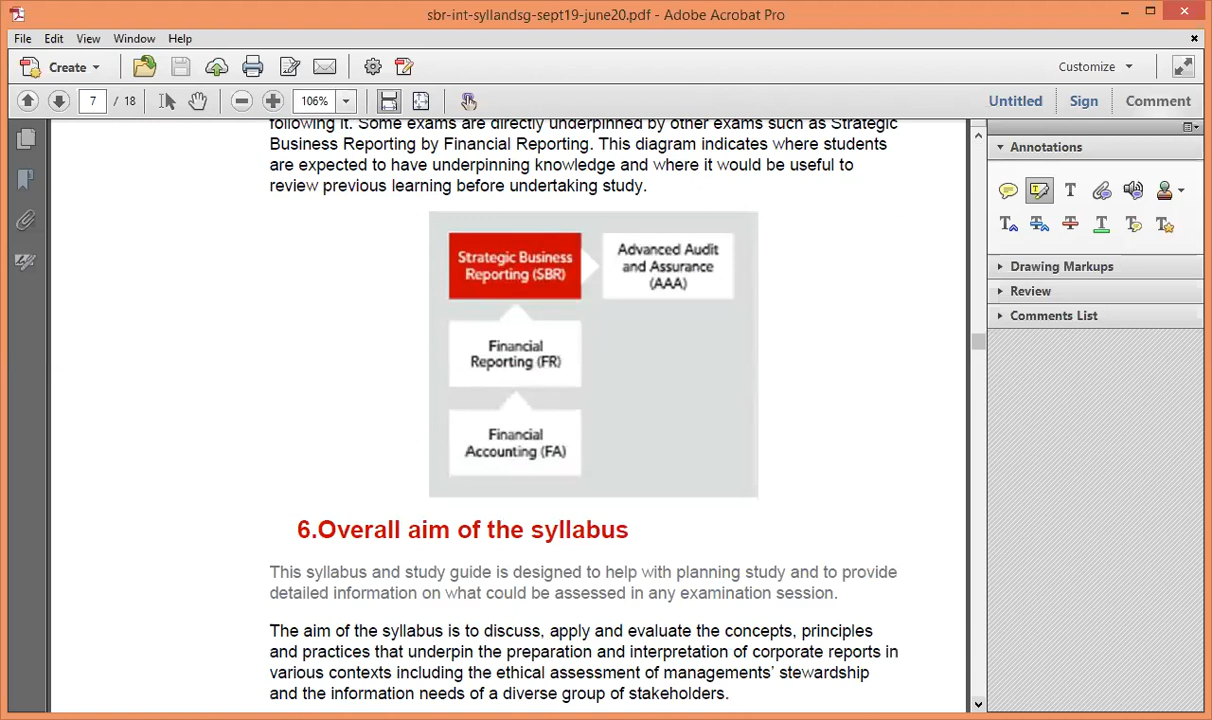 sbr-int-syllandsg-sept19-june20.pdf - Adobe Acrobat Pro
File Edit View Window Help
Create Customize
7 / 18 106% Untitled Sign Comment
following it. Some exams are directly underpinned by other exams such as Strategic
Business Reporting by Financial Reporting. This diagram indicates where students
are expected to have underpinning knowledge and where it would be useful to
review previous learning before undertaking study.
Strategic Business
Reporting (SBR)
Advanced Audit
and Assurance
(AAA)
Financial
Reporting (FR)
Financial
Accounting (FA)
6.Overall aim of the syllabus
This syllabus and study guide is designed to help with planning study and to provide
detailed information on what could be assessed in any examination session.
The aim of the syllabus is to discuss, apply and evaluate the concepts, principles
and practices that underpin the preparation and interpretation of corporate reports in
various contexts including the ethical assessment of managements’ stewardship
and the information needs of a diverse group of stakeholders.
Annotations
Drawing Markups
Review
Comments List